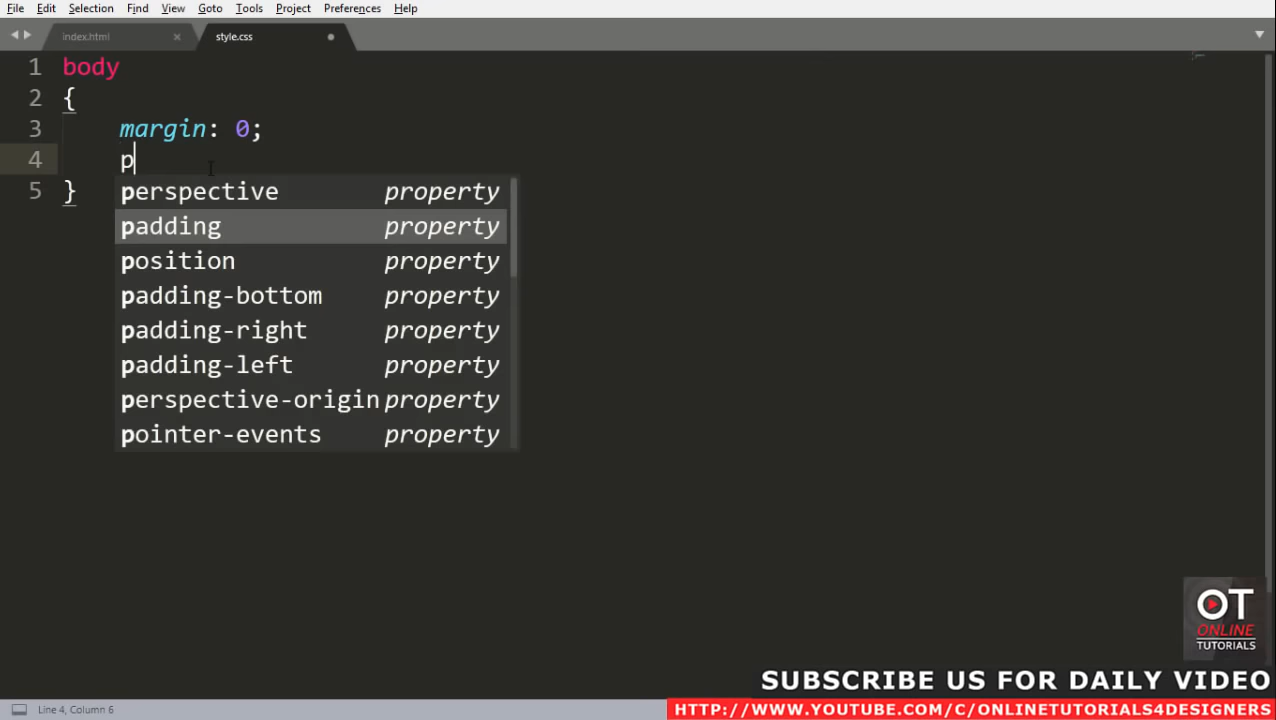 File Edit Selection Find View Goto Tools Project Preferences Help
index.html × style.css
1 body
2 {
3 margin: 0;
4 p
5 }
perspective property
padding property
position property
padding-bottom property
padding-right property
padding-left property
perspective-origin property
pointer-events property
OT
ONLINE
TUTORIALS
SUBSCRIBE US FOR DAILY VIDEO
HTTP://WWW.YOUTUBE.COM/C/ONLINETUTORIALS4DESIGNERS
Line 4, Column 6